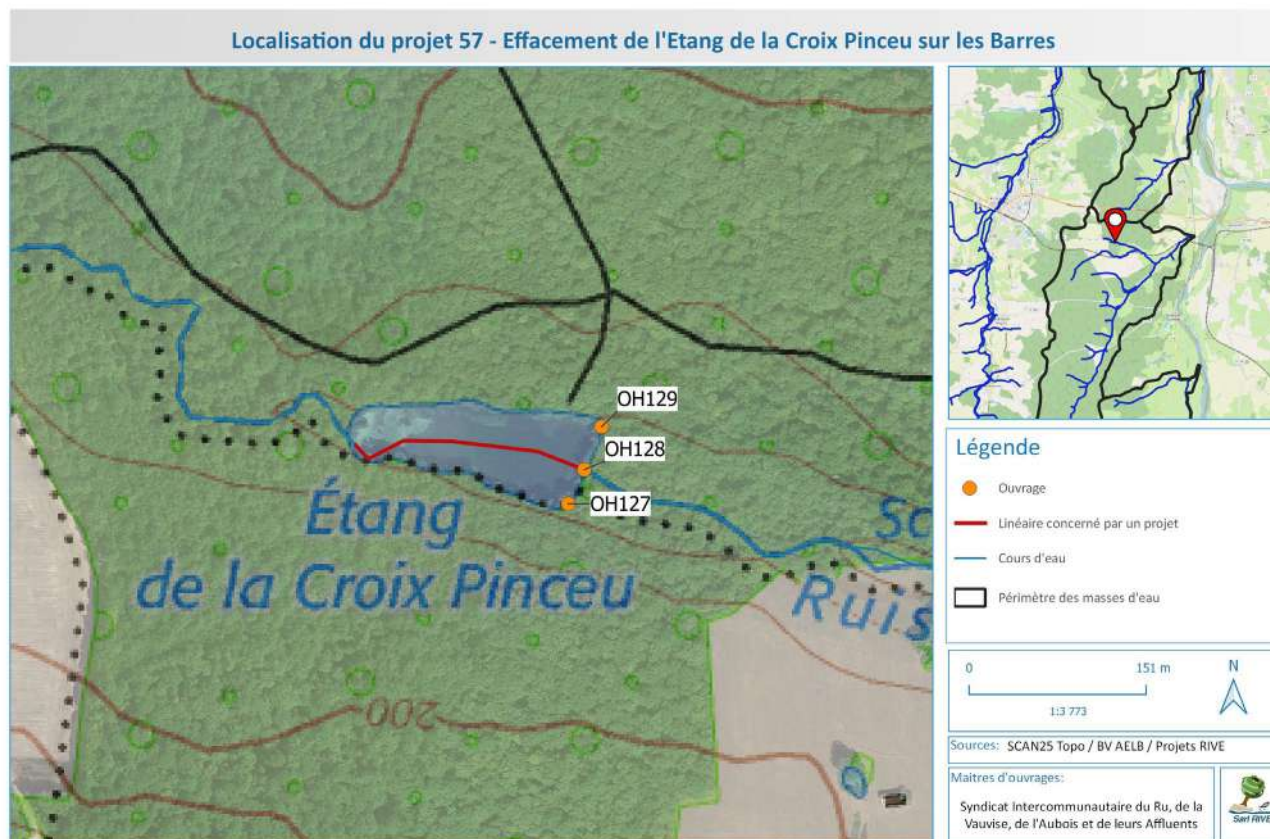 Localisation du projet 57 - Effacement de l'Etang de la Croix Pinceu sur les Barres
OH129
OH128
OH127
Étang
de la Croix Pinceu
Ruis
200
Légende
Ouvrage
Linéaire concerné par un projet
Cours d'eau
Périmètre des masses d'eau
0 151 m
N
1:3 773
Sources: SCAN25 Topo / BV AELB / Projets RIVE
Maitres d'ouvrages:
Syndicat Intercommunautaire du Ru, de la
Vauvise, de l'Aubois et de leurs Affluents
Sarl RIVE